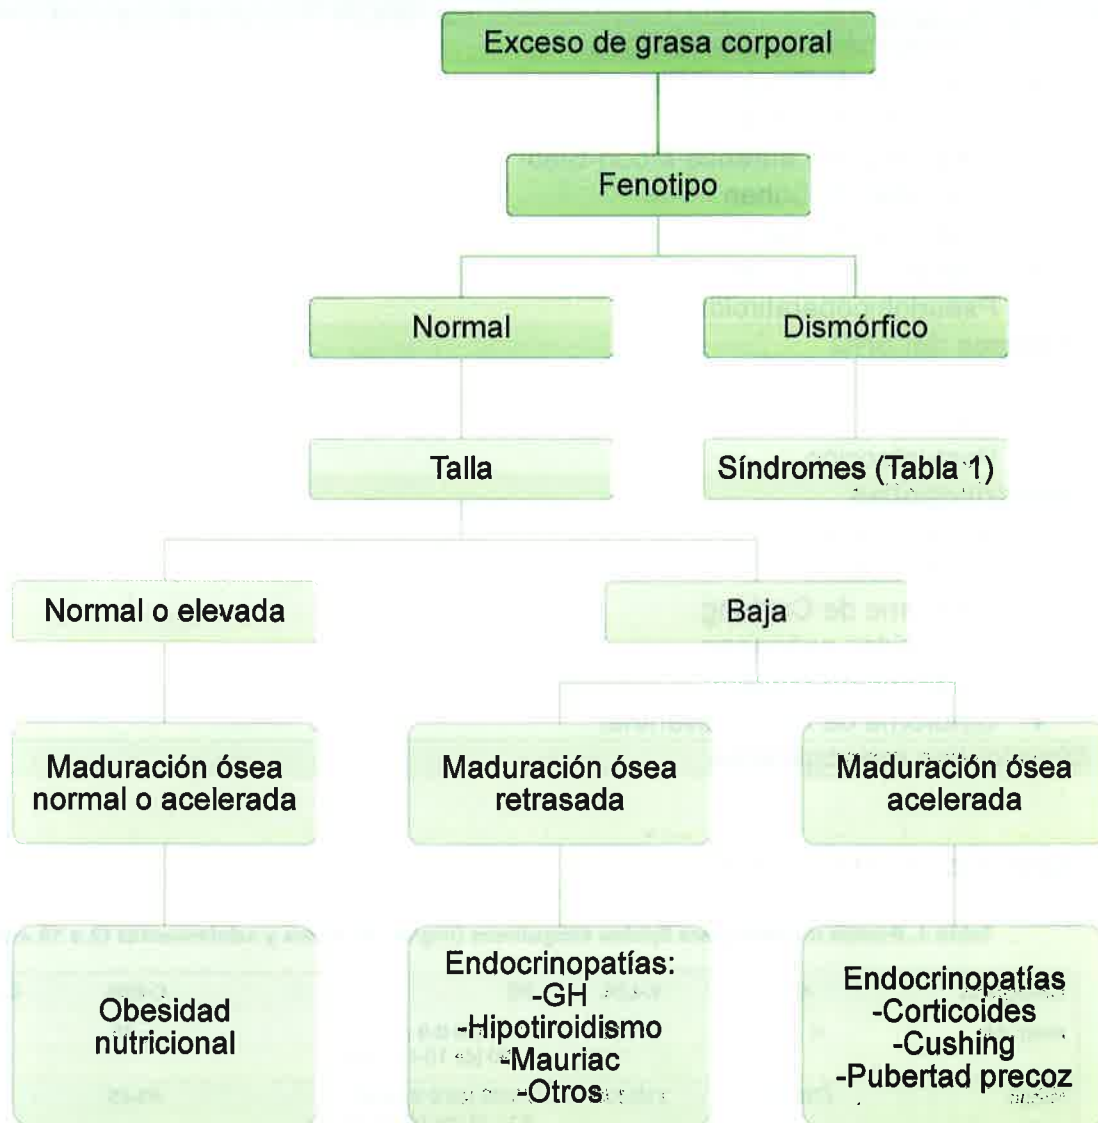 Exceso de grasa corporal
Fenotipo
Normal
Dismórfico
Talla
Síndromes (Tabla 1)
Normal o elevada
Baja
Maduración ósea
normal o acelerada
Maduración ósea
retrasada
Maduración ósea
acelerada
Obesidad
nutricional
Endocrinopatías:
-GH
-Hipotiroidismo
-Mauriac
-Otros
Endocrinopatías
-Corticoides
-Cushing
-Pubertad precoz